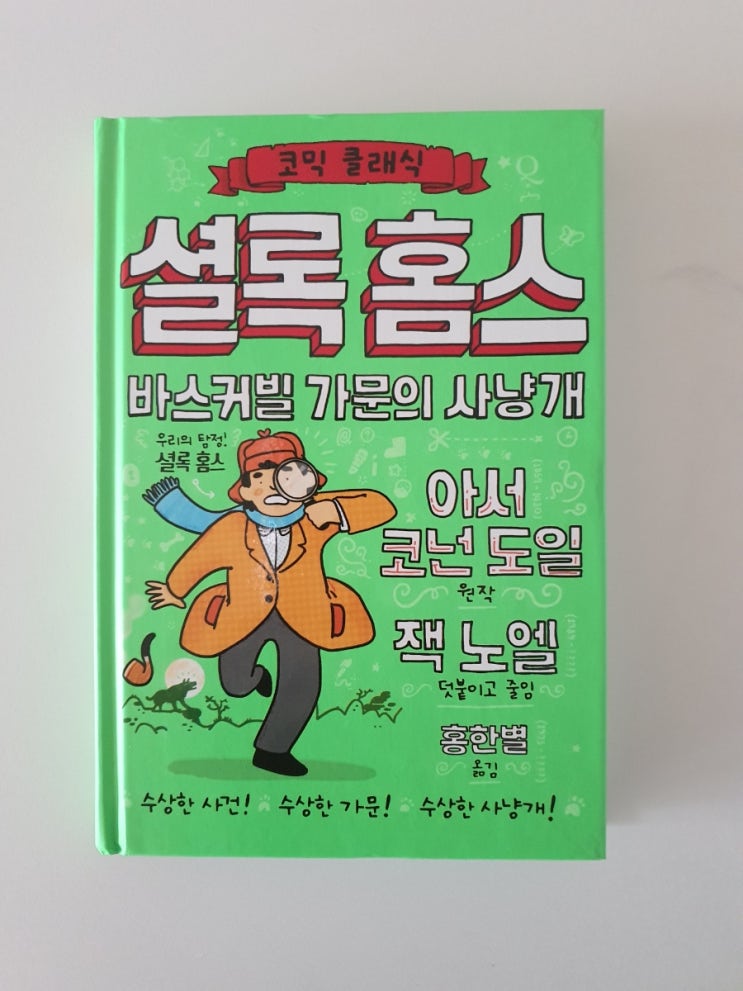 코믹 클래식
셜록 홈스
바스커빌 가문의 사냥개
우리의 탐정!
셜록 홈스
아서
코넌 도일
원작
잭 노엘
덧붙이고 줄임
홍한별
옮김
수상한 사건! 수상한 가문! 수상한 사냥개!